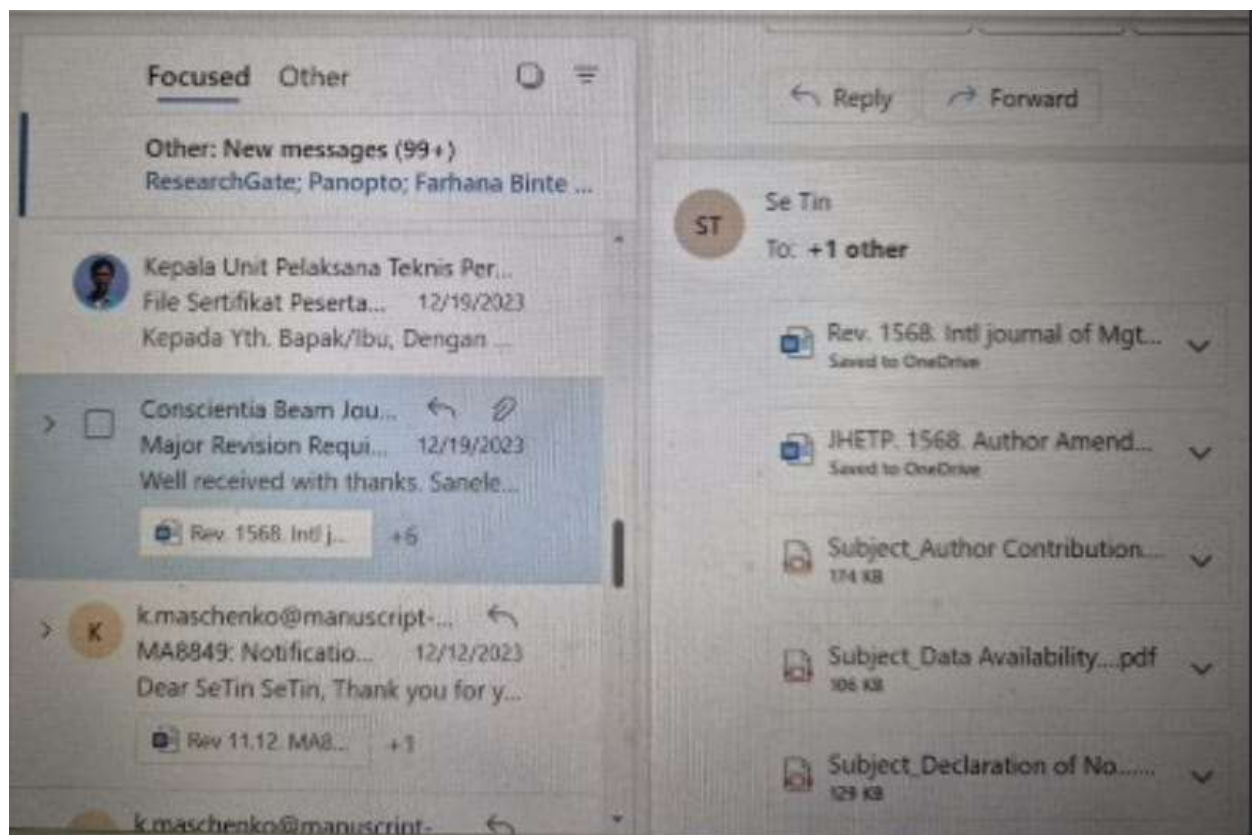 Focused Other
Other: New messages (99+)
ResearchGate; Panopto; Farhana Binte ...
Kepala Unit Pelaksana Teknis Per...
File Sertifikat Peserta... 12/19/2023
Kepada Yth. Bapak/Ibu, Dengan ...
Conscientia Beam Jou...
Major Revision Requi... 12/19/2023
Well received with thanks. Sanele...
Rev. 1568. Intl j... +6
K
k.maschenko@manuscript-...
MA8849: Notificatio... 12/12/2023
Dear SeTin SeTin, Thank you for y...
Rev 11.12. MA8... +1
k.maschenko@manuscript-
Reply Forward
ST
Se Tin
To: +1 other
Rev. 1568. Intl journal of Mgt...
Saved to OneDrive
JHETP. 1568. Author Amend...
Saved to OneDrive
Subject_Author Contribution....
174 KB
Subject_Data Availability....pdf
106 KB
Subject_Declaration of No......
129 KB